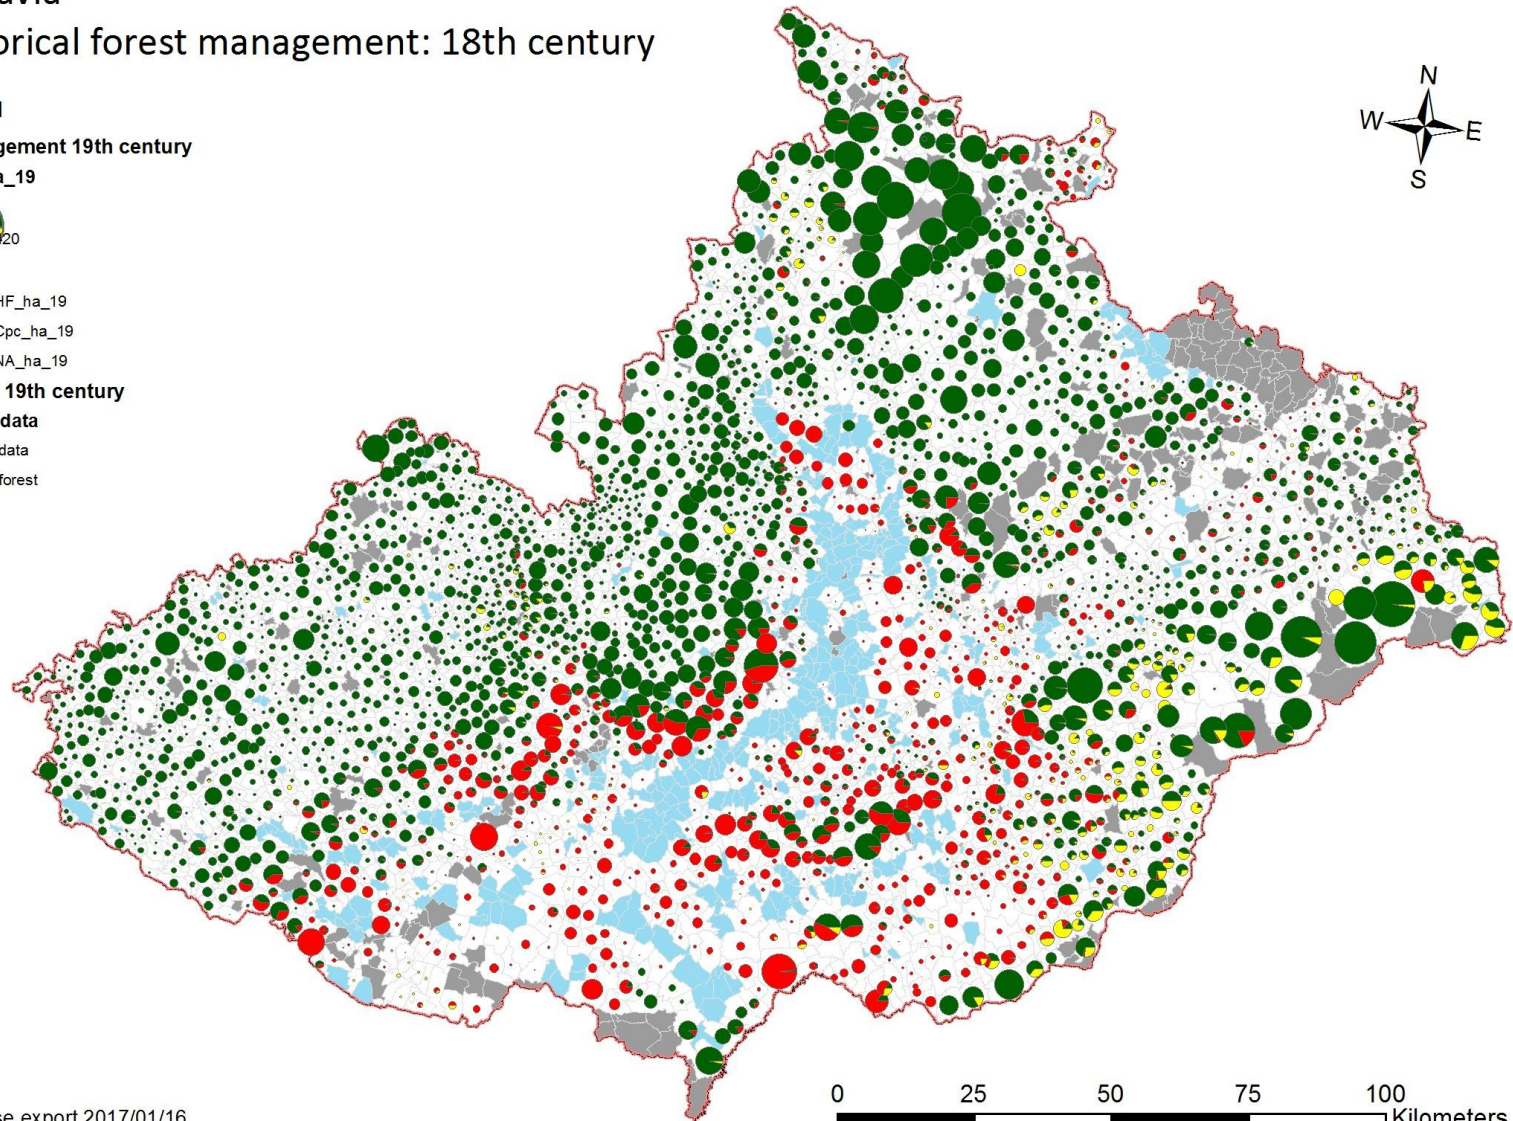 orical forest management: 18th century
gement 19th century
a_19
20
HF_ha_19
Cpc_ha_19
NA_ha_19
19th century
data
data
forest
N
W
E
S
0 25 50 75 100
Kilometers
se export 2017/01/16